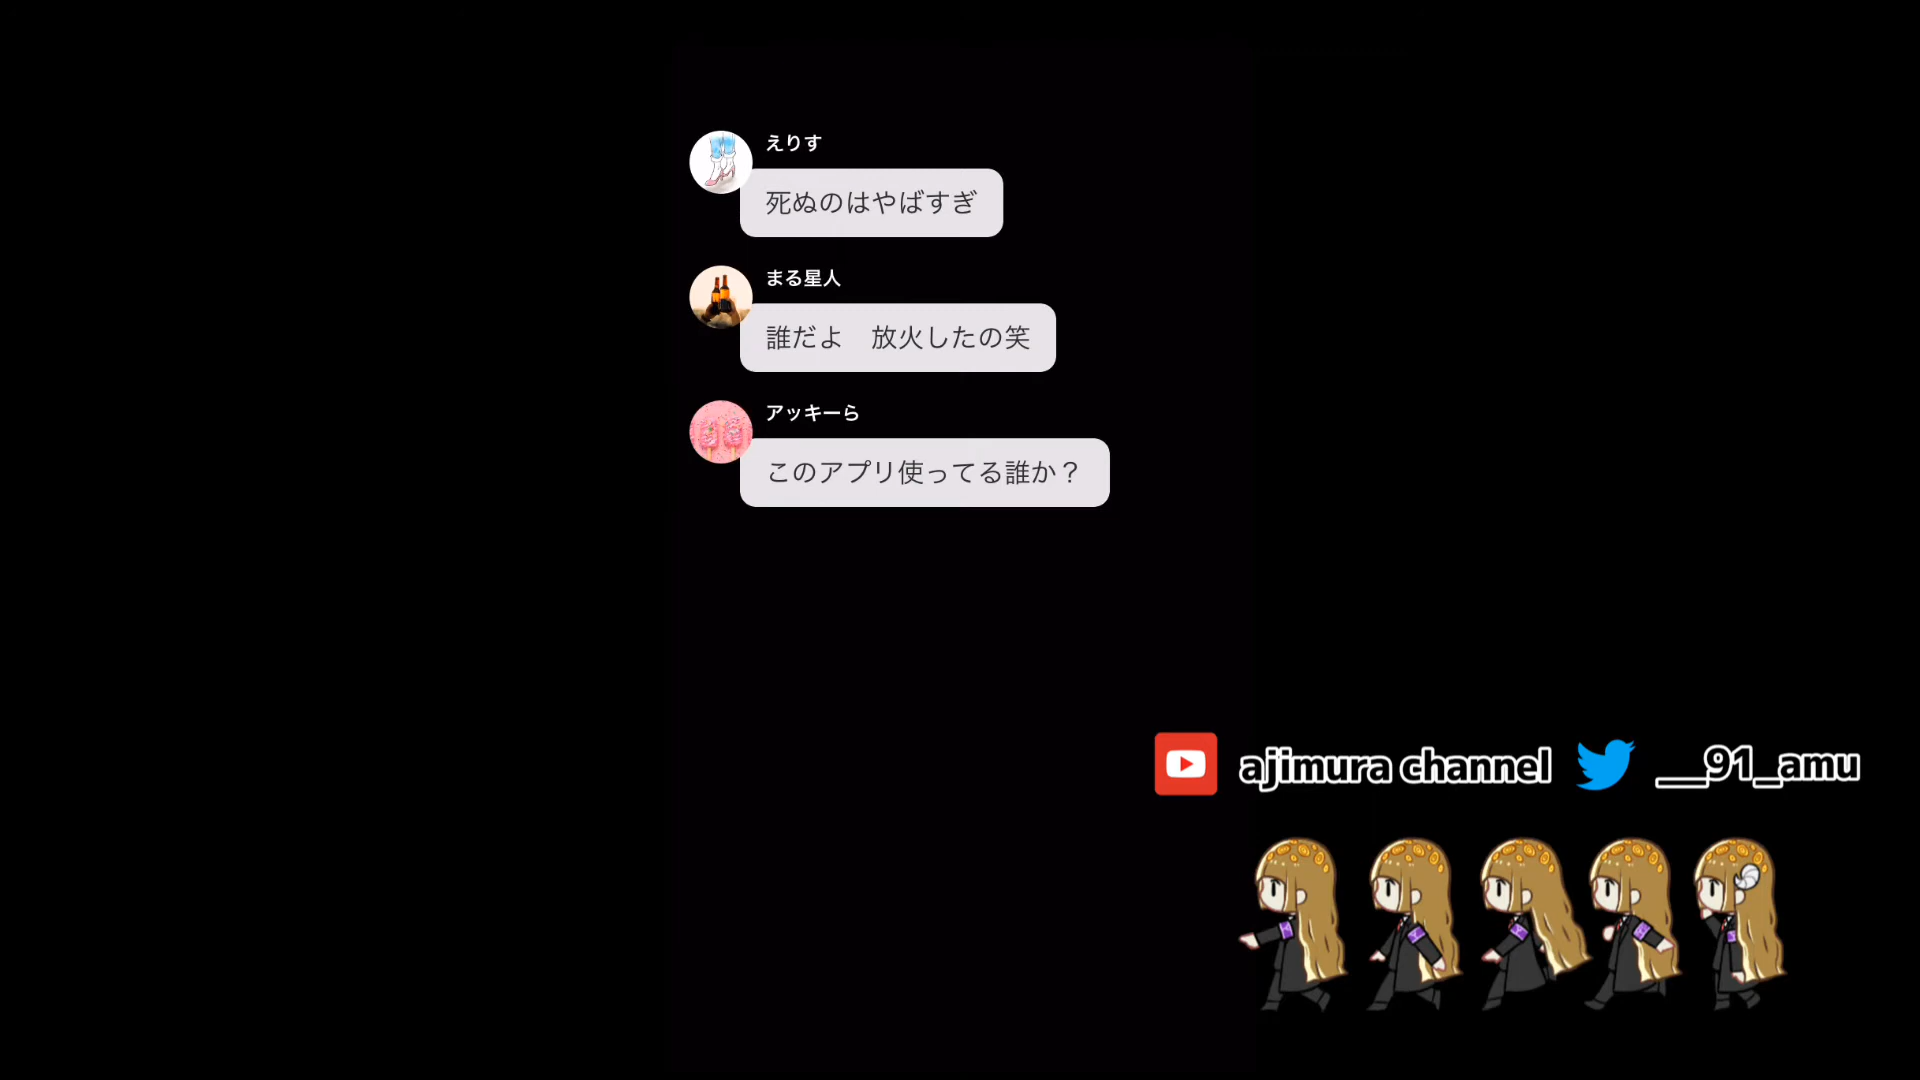 えりす
死ぬのはやばすぎ
まる星人
誰だよ　放火したの笑
アッキーら
このアプリ使ってる誰か？
ajimura channel
__91_amu